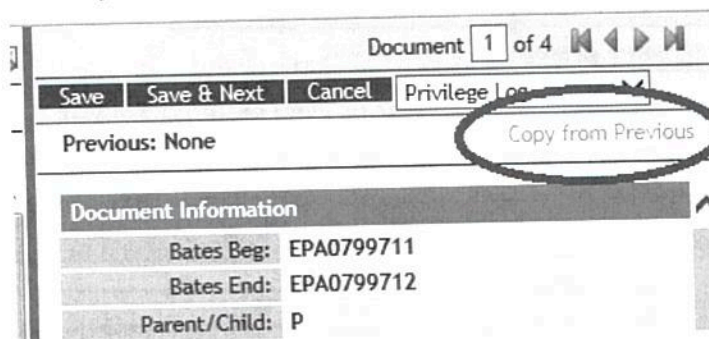 Document 1 of 4
Save Save & Next Cancel Privilege Log
Previous: None Copy from Previous
Document Information
Bates Beg: EPA0799711
Bates End: EPA0799712
Parent/Child: P